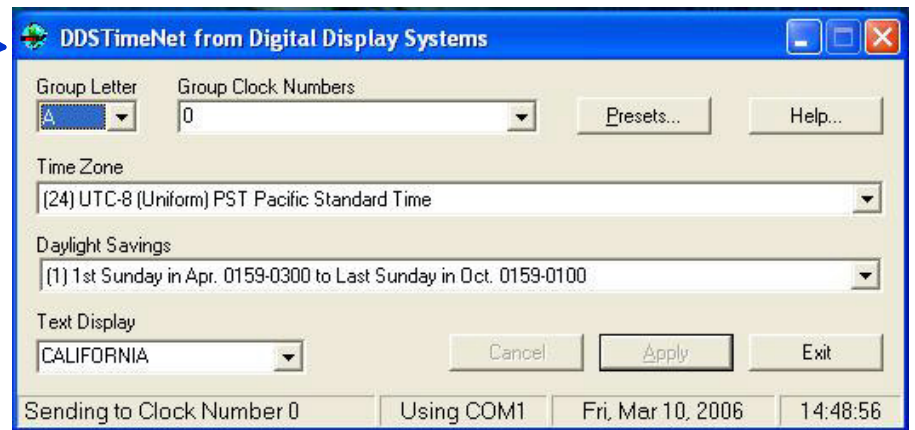 DDSTimeNet from Digital Display Systems
Group Letter Group Clock Numbers
A 0 Presets... Help...
Time Zone
(24) UTC-8 (Uniform) PST Pacific Standard Time
Daylight Savings
(1) 1st Sunday in Apr. 0159-0300 to Last Sunday in Oct. 0159-0100
Text Display
CALIFORNIA Cancel Apply Exit
Sending to Clock Number 0 Using COM1 Fri, Mar 10, 2006 14:48:56